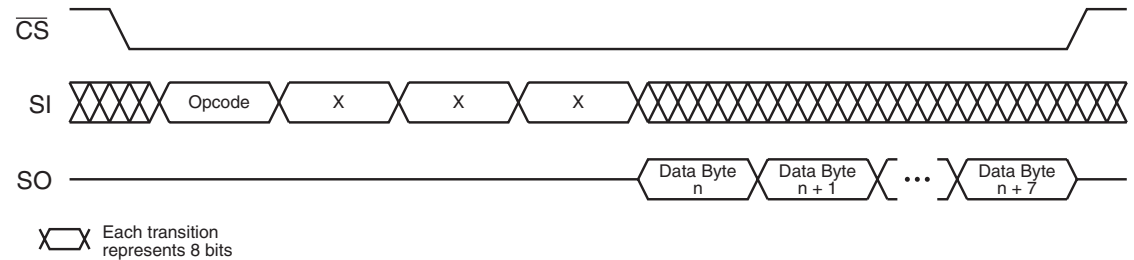 CS
SI
Opcode
X
X
X
SO
Data Byte
n
Data Byte
n + 1
•••
Data Byte
n + 7
Each transition
represents 8 bits